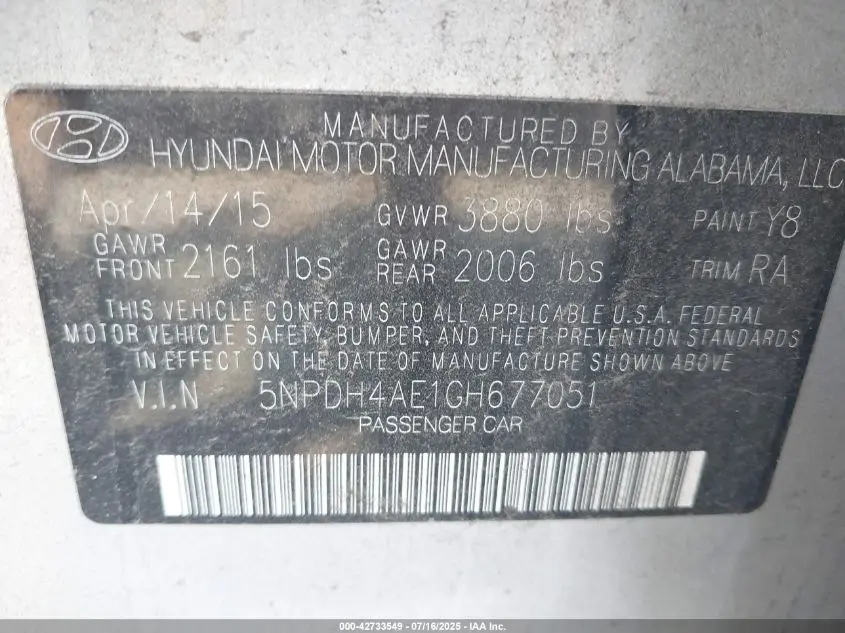 MANUFACTURED BY
HYUNDAI MOTOR MANUFACTURING ALABAMA, LLC
Apr/14/15 GVWR 3880 lbs PAINT Y8
GAWR FRONT 2161 lbs GAWR REAR 2006 lbs TRIM RA
THIS VEHICLE CONFORMS TO ALL APPLICABLE U.S.A. FEDERAL
MOTOR VEHICLE SAFETY, BUMPER, AND THEFT PREVENTION STANDARDS
IN EFFECT ON THE DATE OF MANUFACTURE SHOWN ABOVE
V.I.N 5NPDH4AE1GH677051
PASSENGER CAR
000-42733549 - 07/16/2025 - IAA Inc.